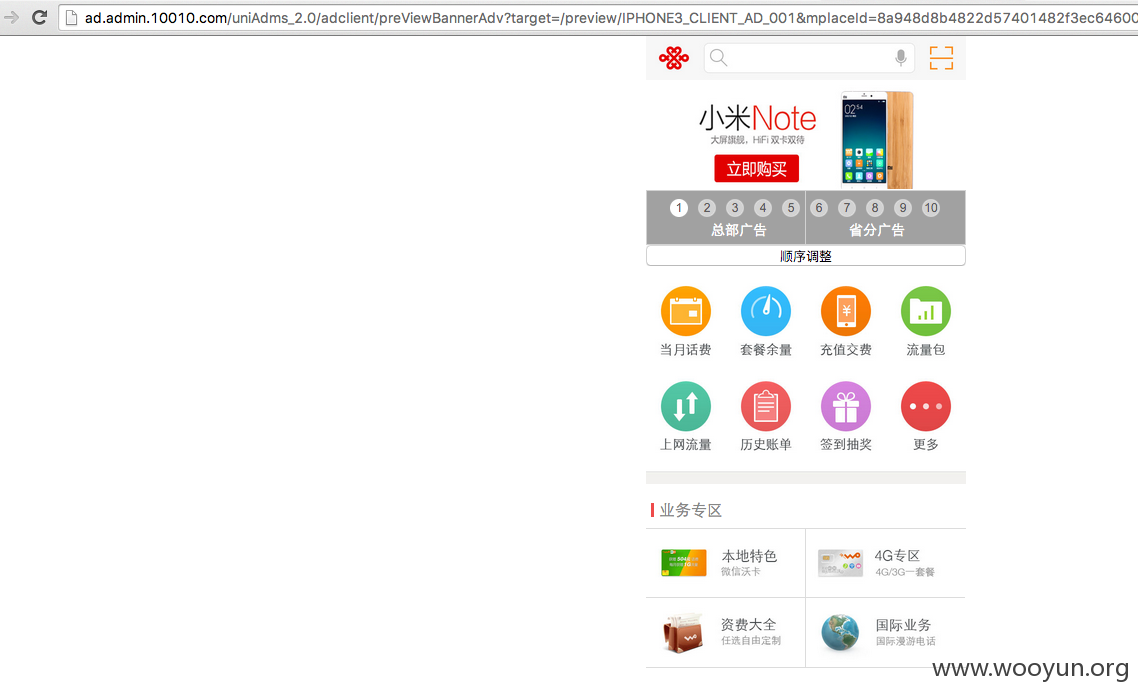 ad.admin.10010.com/uniAdms_2.0/adclient/preViewBannerAdv?target=/preview/IPHONE3_CLIENT_AD_001&mplaceId=8a948d8b4822d57401482f3ec64600
小米Note
大屏旗舰，HiFi 双卡双待
立即购买
02:54
1 2 3 4 5 6 7 8 9 10
总部广告 省分广告
顺序调整
当月话费 套餐余量 充值交费 流量包
上网流量 历史账单 签到抽奖 更多
业务专区
本地特色 4G专区
微信沃卡 4G/3G一套餐
资费大全 国际业务
任选自由定制 国际漫游电话
www.wooyun.org